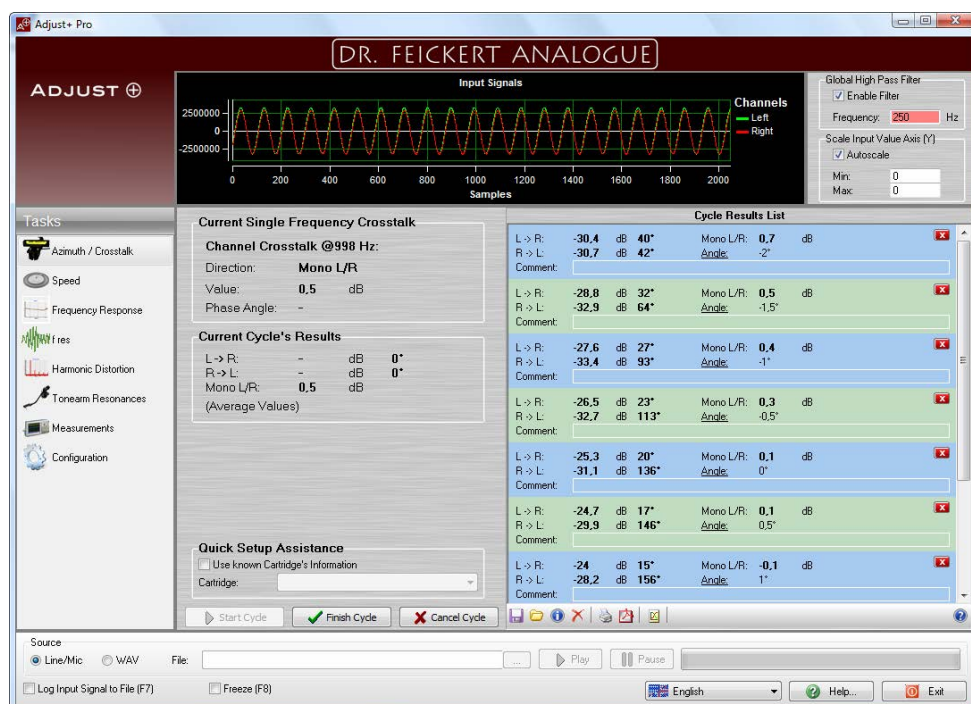 Adjust+ Pro
DR. FEICKERT ANALOGUE
ADJUST
Input Signals
2500000
0
-2500000
0 200 400 600 800 1000 1200 1400 1600 1800 2000
Samples
Channels
Left
Right
Global High Pass Filter
Enable Filter
Frequency: 250 Hz
Scale Input Value Axis (Y)
Autoscale
Min: 0
Max: 0
Tasks
Azimuth / Crosstalk
Speed
Frequency Response
f res
Harmonic Distortion
Tonearm Resonances
Measurements
Configuration
Current Single Frequency Crosstalk
Channel Crosstalk @998 Hz:
Direction: Mono L/R
Value: 0,5 dB
Phase Angle: -
Current Cycle's Results
L -> R: - dB 0°
R -> L: - dB 0°
Mono L/R: 0,5 dB
(Average Values)
Quick Setup Assistance
Use known Cartridge's Information
Cartridge:
Start Cycle
Finish Cycle
Cancel Cycle
Cycle Results List
L -> R: -30,4 dB 40° Mono L/R: 0,7 dB
R -> L: -30,7 dB 42° Angle: -2°
Comment:
L -> R: -28,8 dB 32° Mono L/R: 0,5 dB
R -> L: -32,9 dB 64° Angle: -1,5°
Comment:
L -> R: -27,6 dB 27° Mono L/R: 0,4 dB
R -> L: -33,4 dB 93° Angle: -1°
Comment:
L -> R: -26,5 dB 23° Mono L/R: 0,3 dB
R -> L: -32,7 dB 113° Angle: -0,5°
Comment:
L -> R: -25,3 dB 20° Mono L/R: 0,1 dB
R -> L: -31,1 dB 136° Angle: 0°
Comment:
L -> R: -24,7 dB 17° Mono L/R: 0,1 dB
R -> L: -29,9 dB 146° Angle: 0,5°
Comment:
L -> R: -24 dB 15° Mono L/R: -0,1 dB
R -> L: -28,2 dB 156° Angle: 1°
Comment:
Source
Line/Mic
WAV
File:
...
Play
Pause
Log Input Signal to File (F7)
Freeze (F8)
English
Help...
Exit